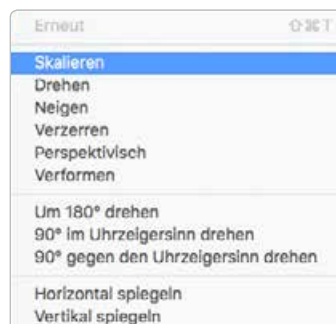 Erneut ⇧⌘T
Skalieren
Drehen
Neigen
Verzerren
Perspektivisch
Verformen
Um 180° drehen
90° im Uhrzeigersinn drehen
90° gegen den Uhrzeigersinn drehen
Horizontal spiegeln
Vertikal spiegeln